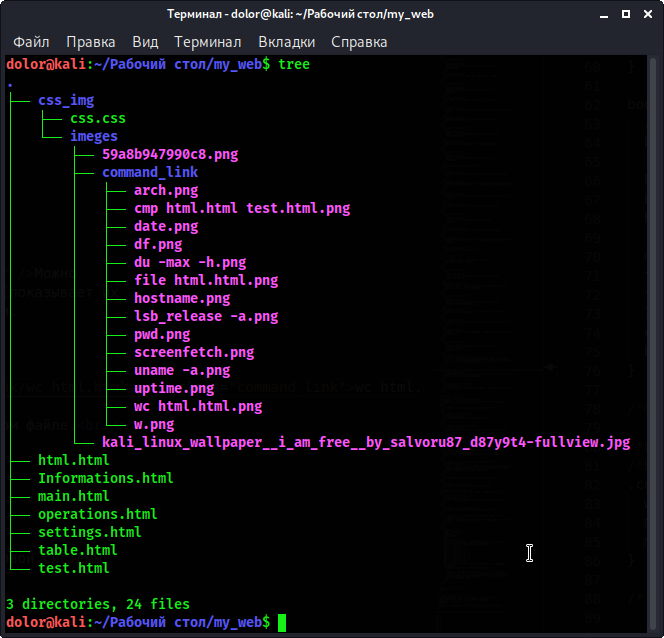 Терминал - dolor@kali: ~/Рабочий стол/my_web
Файл Правка Вид Терминал Вкладки Справка
dolor@kali:~/Рабочий стол/my_web$ tree
.
├── css_img
│   ├── css.css
│   └── imeges
│       ├── 59a8b947990c8.png
│       ├── command_link
│       │   ├── arch.png
│       │   ├── cmp html.html test.html.png
│       │   ├── date.png
│       │   ├── df.png
│       │   ├── du -max -h.png
│       │   ├── file html.html.png
│       │   ├── hostname.png
│       │   ├── lsb_release -a.png
│       │   ├── pwd.png
│       │   ├── screenfetch.png
│       │   ├── uname -a.png
│       │   ├── uptime.png
│       │   ├── wc html.html.png
│       │   └── w.png
│       └── kali_linux_wallpaper__i_am_free__by_salvoru87_d87y9t4-fullview.jpg
├── html.html
├── Informations.html
├── main.html
├── operations.html
├── settings.html
├── table.html
└── test.html
3 directories, 24 files
dolor@kali:~/Рабочий стол/my_web$